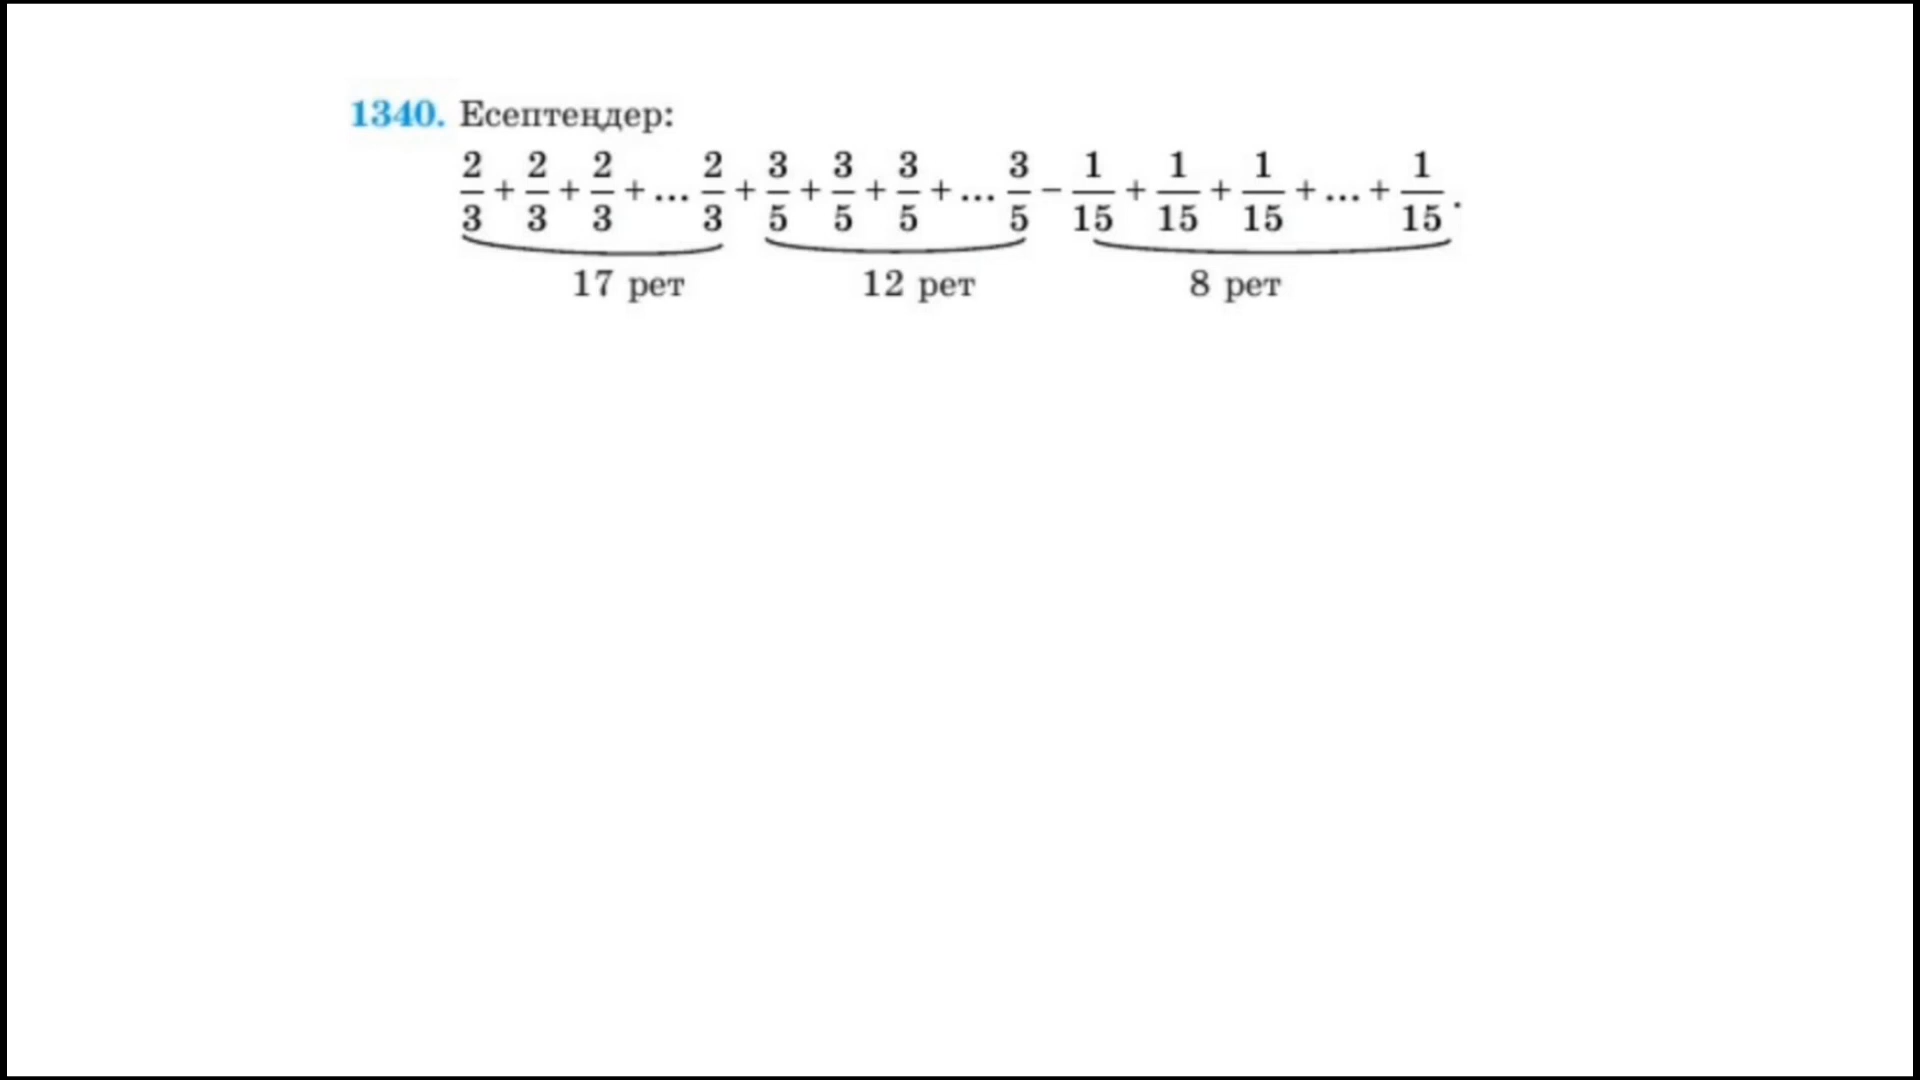 1340. Есептеңдер:
2/3 + 2/3 + 2/3 + ... 2/3 + 3/5 + 3/5 + 3/5 + ... 3/5 − 1/15 + 1/15 + 1/15 + ... + 1/15.
17 рет 12 рет 8 рет